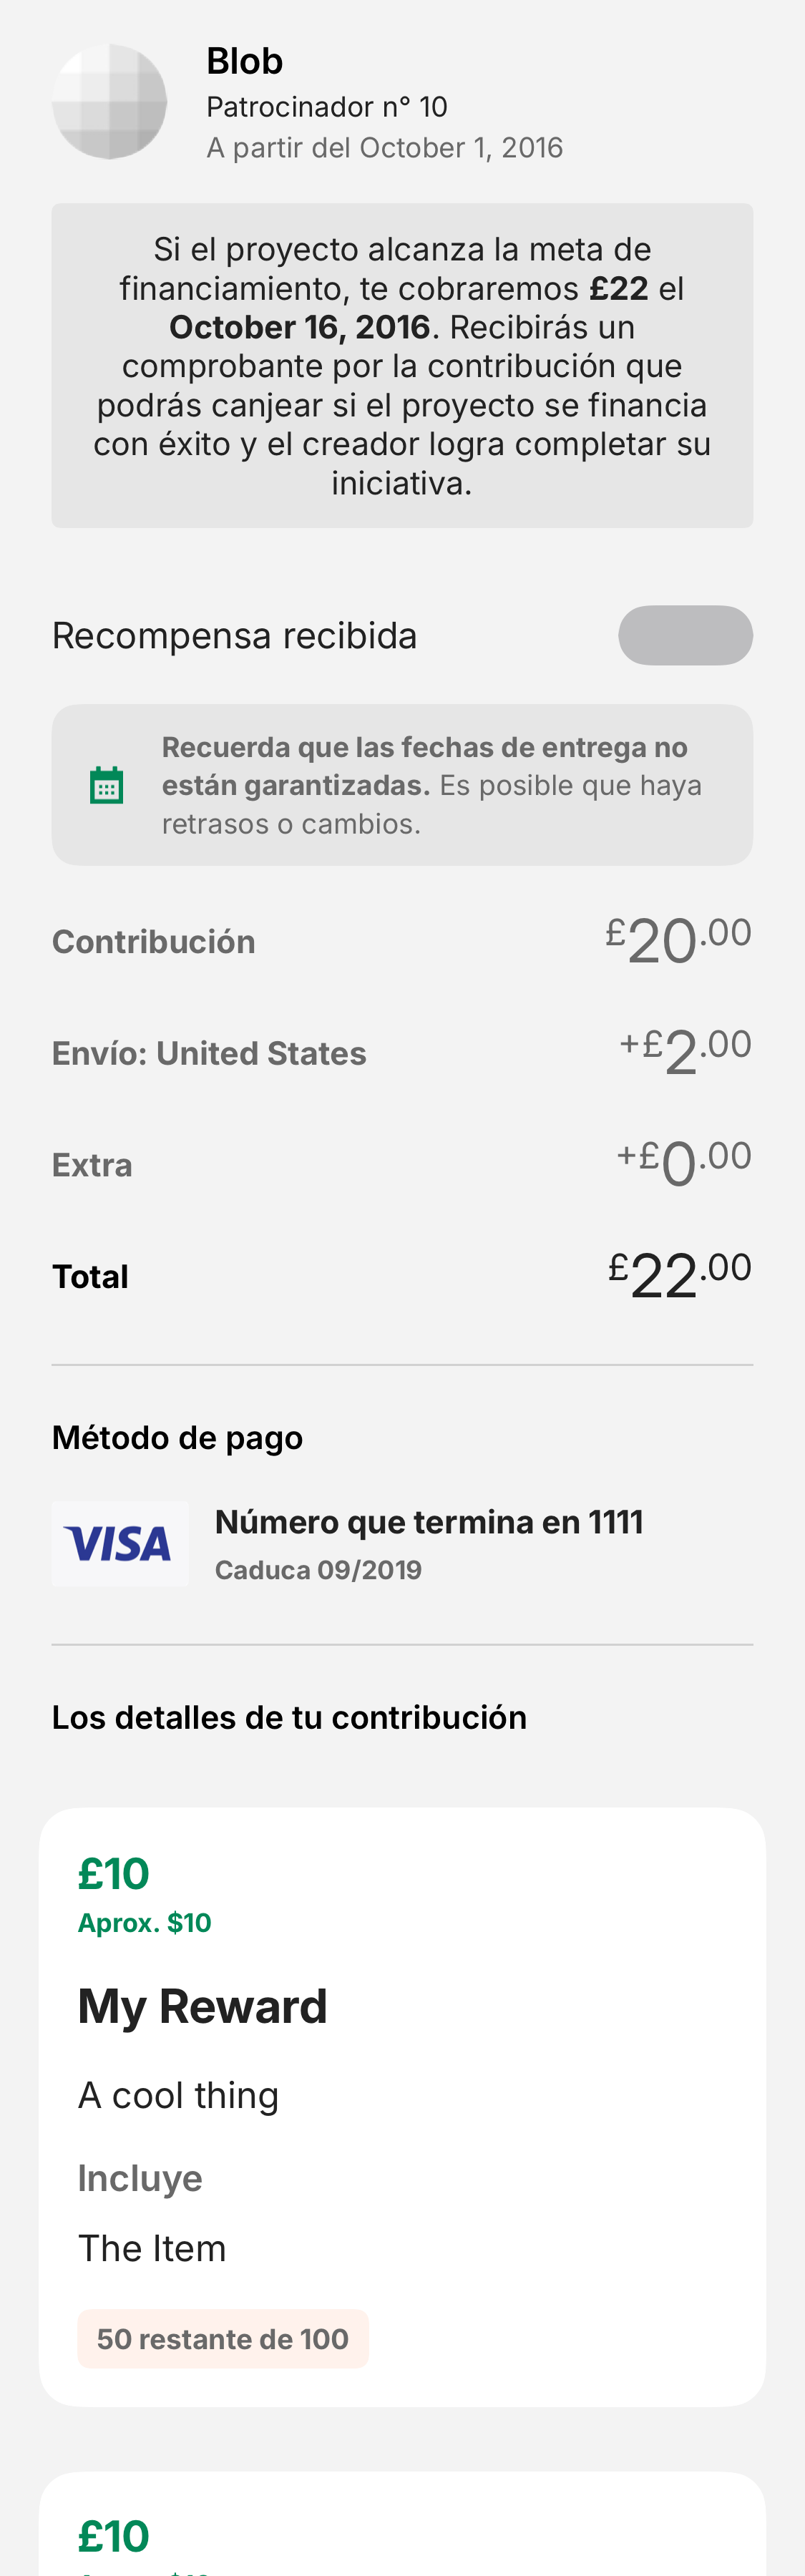 Blob
Patrocinador n° 10
A partir del October 1, 2016
Si el proyecto alcanza la meta de
financiamiento, te cobraremos £22 el
October 16, 2016. Recibirás un
comprobante por la contribución que
podrás canjear si el proyecto se financia
con éxito y el creador logra completar su
iniciativa.
Recompensa recibida
Recuerda que las fechas de entrega no
están garantizadas. Es posible que haya
retrasos o cambios.
Contribución £20.00
Envío: United States +£2.00
Extra +£0.00
Total £22.00
Método de pago
VISA
Número que termina en 1111
Caduca 09/2019
Los detalles de tu contribución
£10
Aprox. $10
My Reward
A cool thing
Incluye
The Item
50 restante de 100
£10